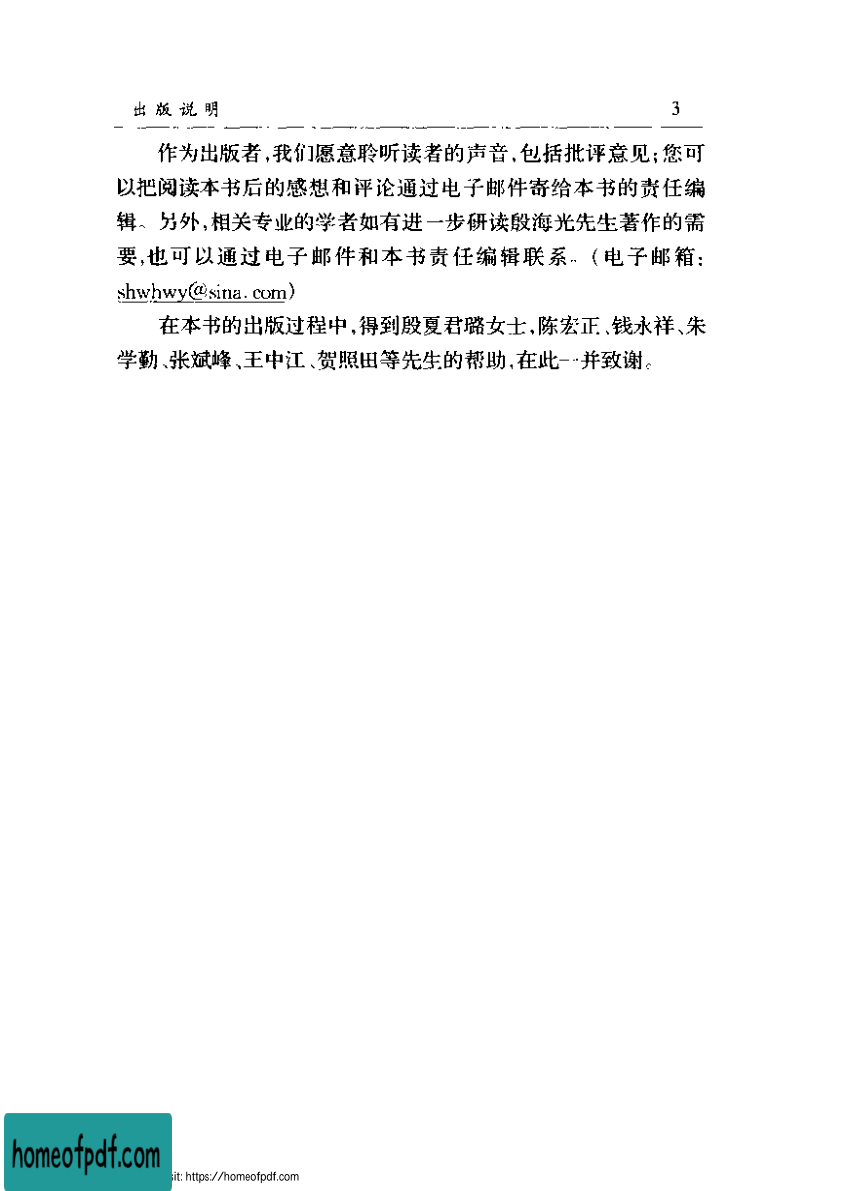 出版说明 3
作为出版者,我们愿意聆听读者的声音,包括批评意见;您可
以把阅读本书后的感想和评论通过电子邮件寄给本书的责任编
辑。另外,相关专业的学者如有进一步研读殷海光先生著作的需
要,也可以通过电子邮件和本书责任编辑联系。(电子邮箱:
shwhwy@sina.com)
在本书的出版过程中,得到殷夏君璐女士,陈宏正、钱永祥、朱
学勤、张斌峰、王中江、贺照田等先生的帮助,在此一并致谢。
homeofpdf.com
sit: https://homeofpdf.com